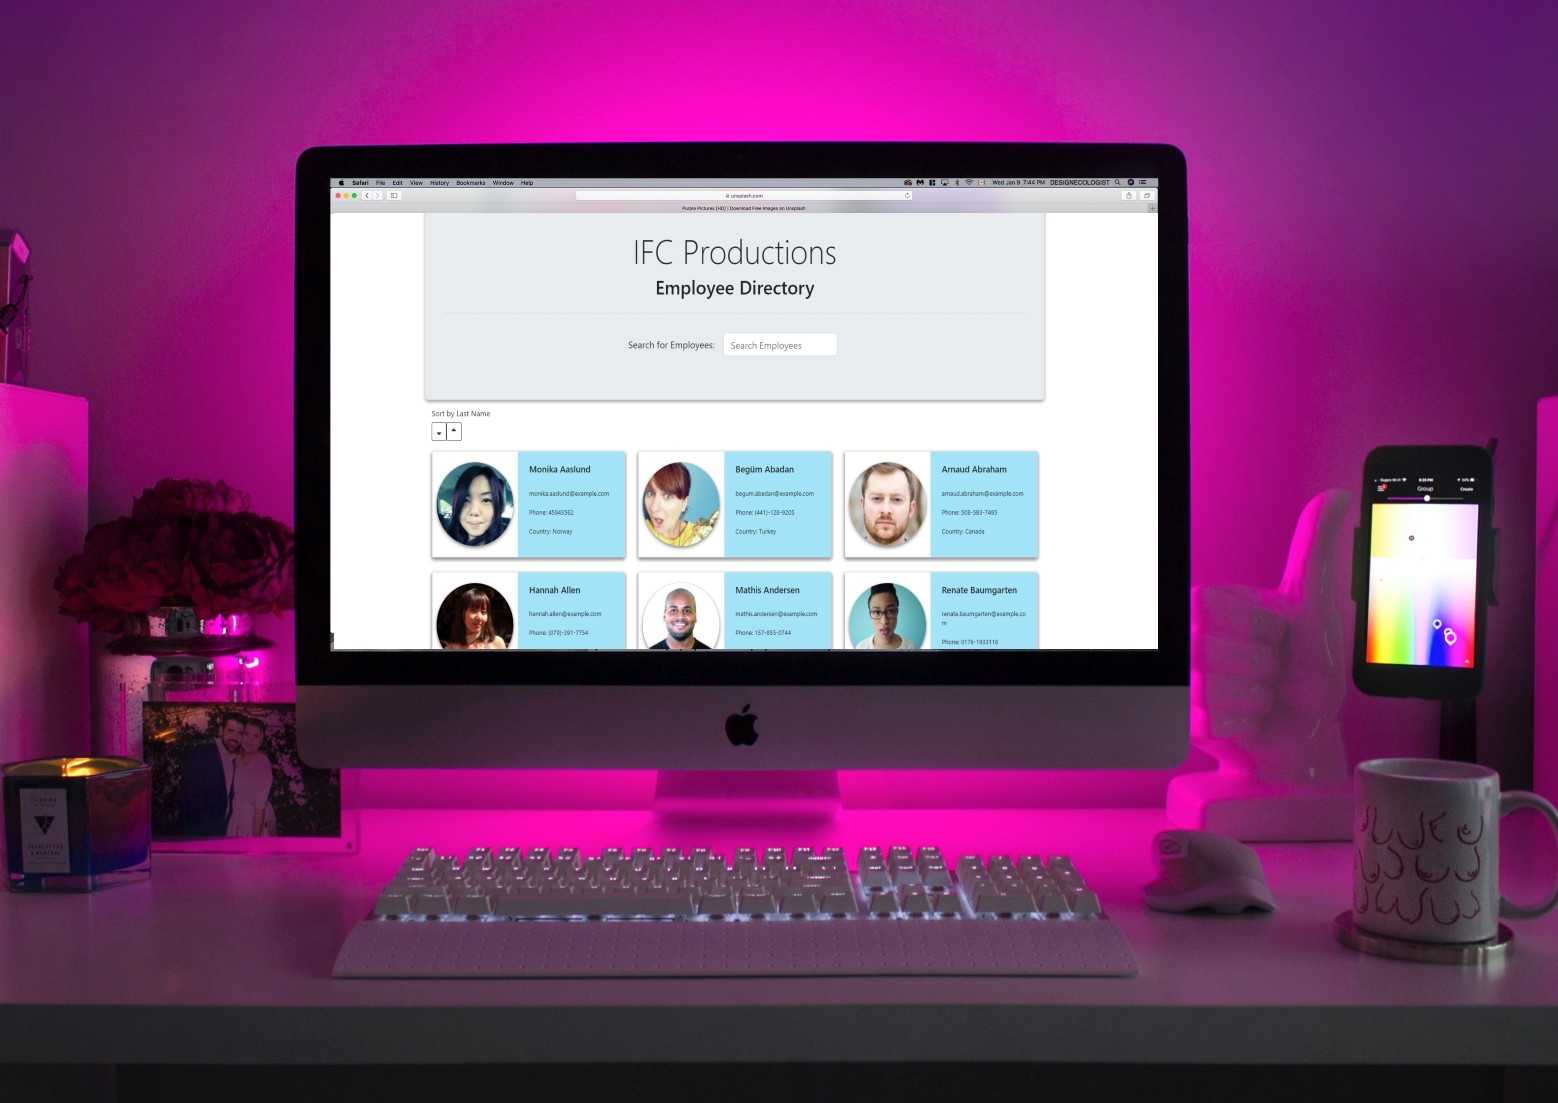 Safari File Edit View History Bookmarks Window Help
Wed Jan 9 7:44 PM DESIGNECOLOGIST
unsplash.com
Purple Pictures [HD] | Download Free Images on Unsplash
IFC Productions
Employee Directory
Search for Employees: Search Employees
Sort by Last Name
Monika Aaslund
monika.aaslund@example.com
Phone: 45943562
Country: Norway
Begüm Abadan
begum.abadan@example.com
Phone: (441)-128-9205
Country: Turkey
Arnaud Abraham
arnaud.abraham@example.com
Phone: 508-583-7495
Country: Canada
Hannah Allen
hannah.allen@example.com
Phone: (079)-391-7754
Mathis Andersen
mathis.andersen@example.com
Phone: 157-855-0744
Renate Baumgarten
renate.baumgarten@example.co
m
Phone: 0176-1933118
Group
Create
EUCALYPTUS